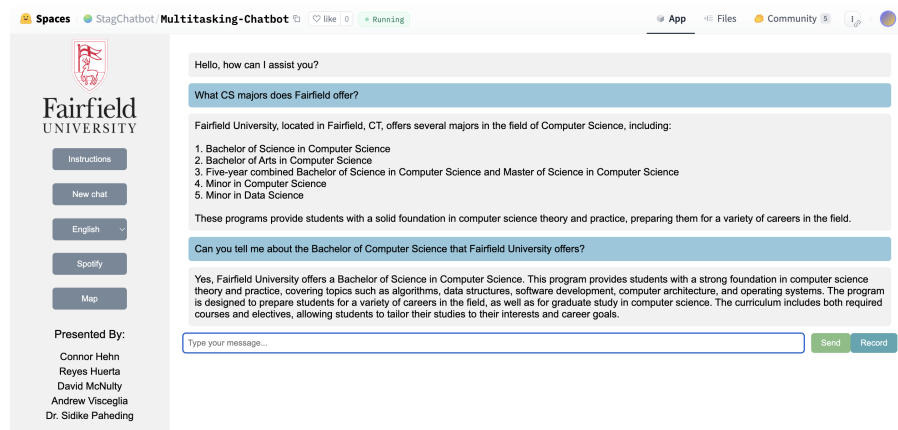 Spaces StagChatbot/Multitasking-Chatbot like 0 Running App Files Community 5
Fairfield
UNIVERSITY
Instructions
New chat
English
Spotify
Map
Presented By:
Connor Hehn
Reyes Huerta
David McNulty
Andrew Visceglia
Dr. Sidike Paheding
Hello, how can I assist you?
What CS majors does Fairfield offer?
Fairfield University, located in Fairfield, CT, offers several majors in the field of Computer Science, including:
1. Bachelor of Science in Computer Science
2. Bachelor of Arts in Computer Science
3. Five-year combined Bachelor of Science in Computer Science and Master of Science in Computer Science
4. Minor in Computer Science
5. Minor in Data Science
These programs provide students with a solid foundation in computer science theory and practice, preparing them for a variety of careers in the field.
Can you tell me about the Bachelor of Computer Science that Fairfield University offers?
Yes, Fairfield University offers a Bachelor of Science in Computer Science. This program provides students with a strong foundation in computer science
theory and practice, covering topics such as algorithms, data structures, software development, computer architecture, and operating systems. The program
is designed to prepare students for a variety of careers in the field, as well as for graduate study in computer science. The curriculum includes both required
courses and electives, allowing students to tailor their studies to their interests and career goals.
Type your message...
Send
Record